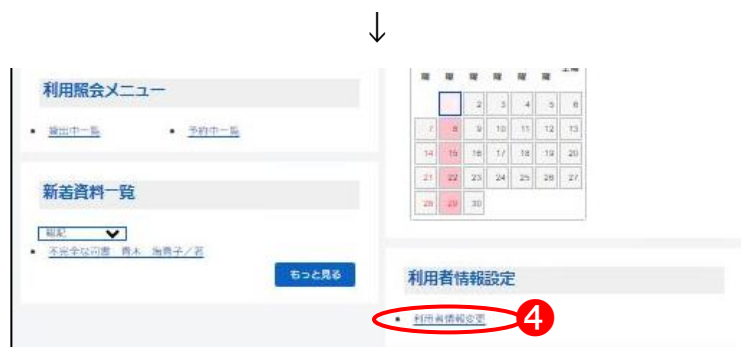 ↓
利用照会メニュー
• 貸出中一覧 • 予約中一覧
新着資料一覧
総記
• 不完全な司書 青木 海青子/著
もっと見る
曜 曜 曜 曜 曜 曜 土曜
1 2 3 4 5 6
7 8 9 10 11 12 13
14 15 16 17 18 19 20
21 22 23 24 25 26 27
28 29 30
利用者情報設定
• 利用者情報変更 4